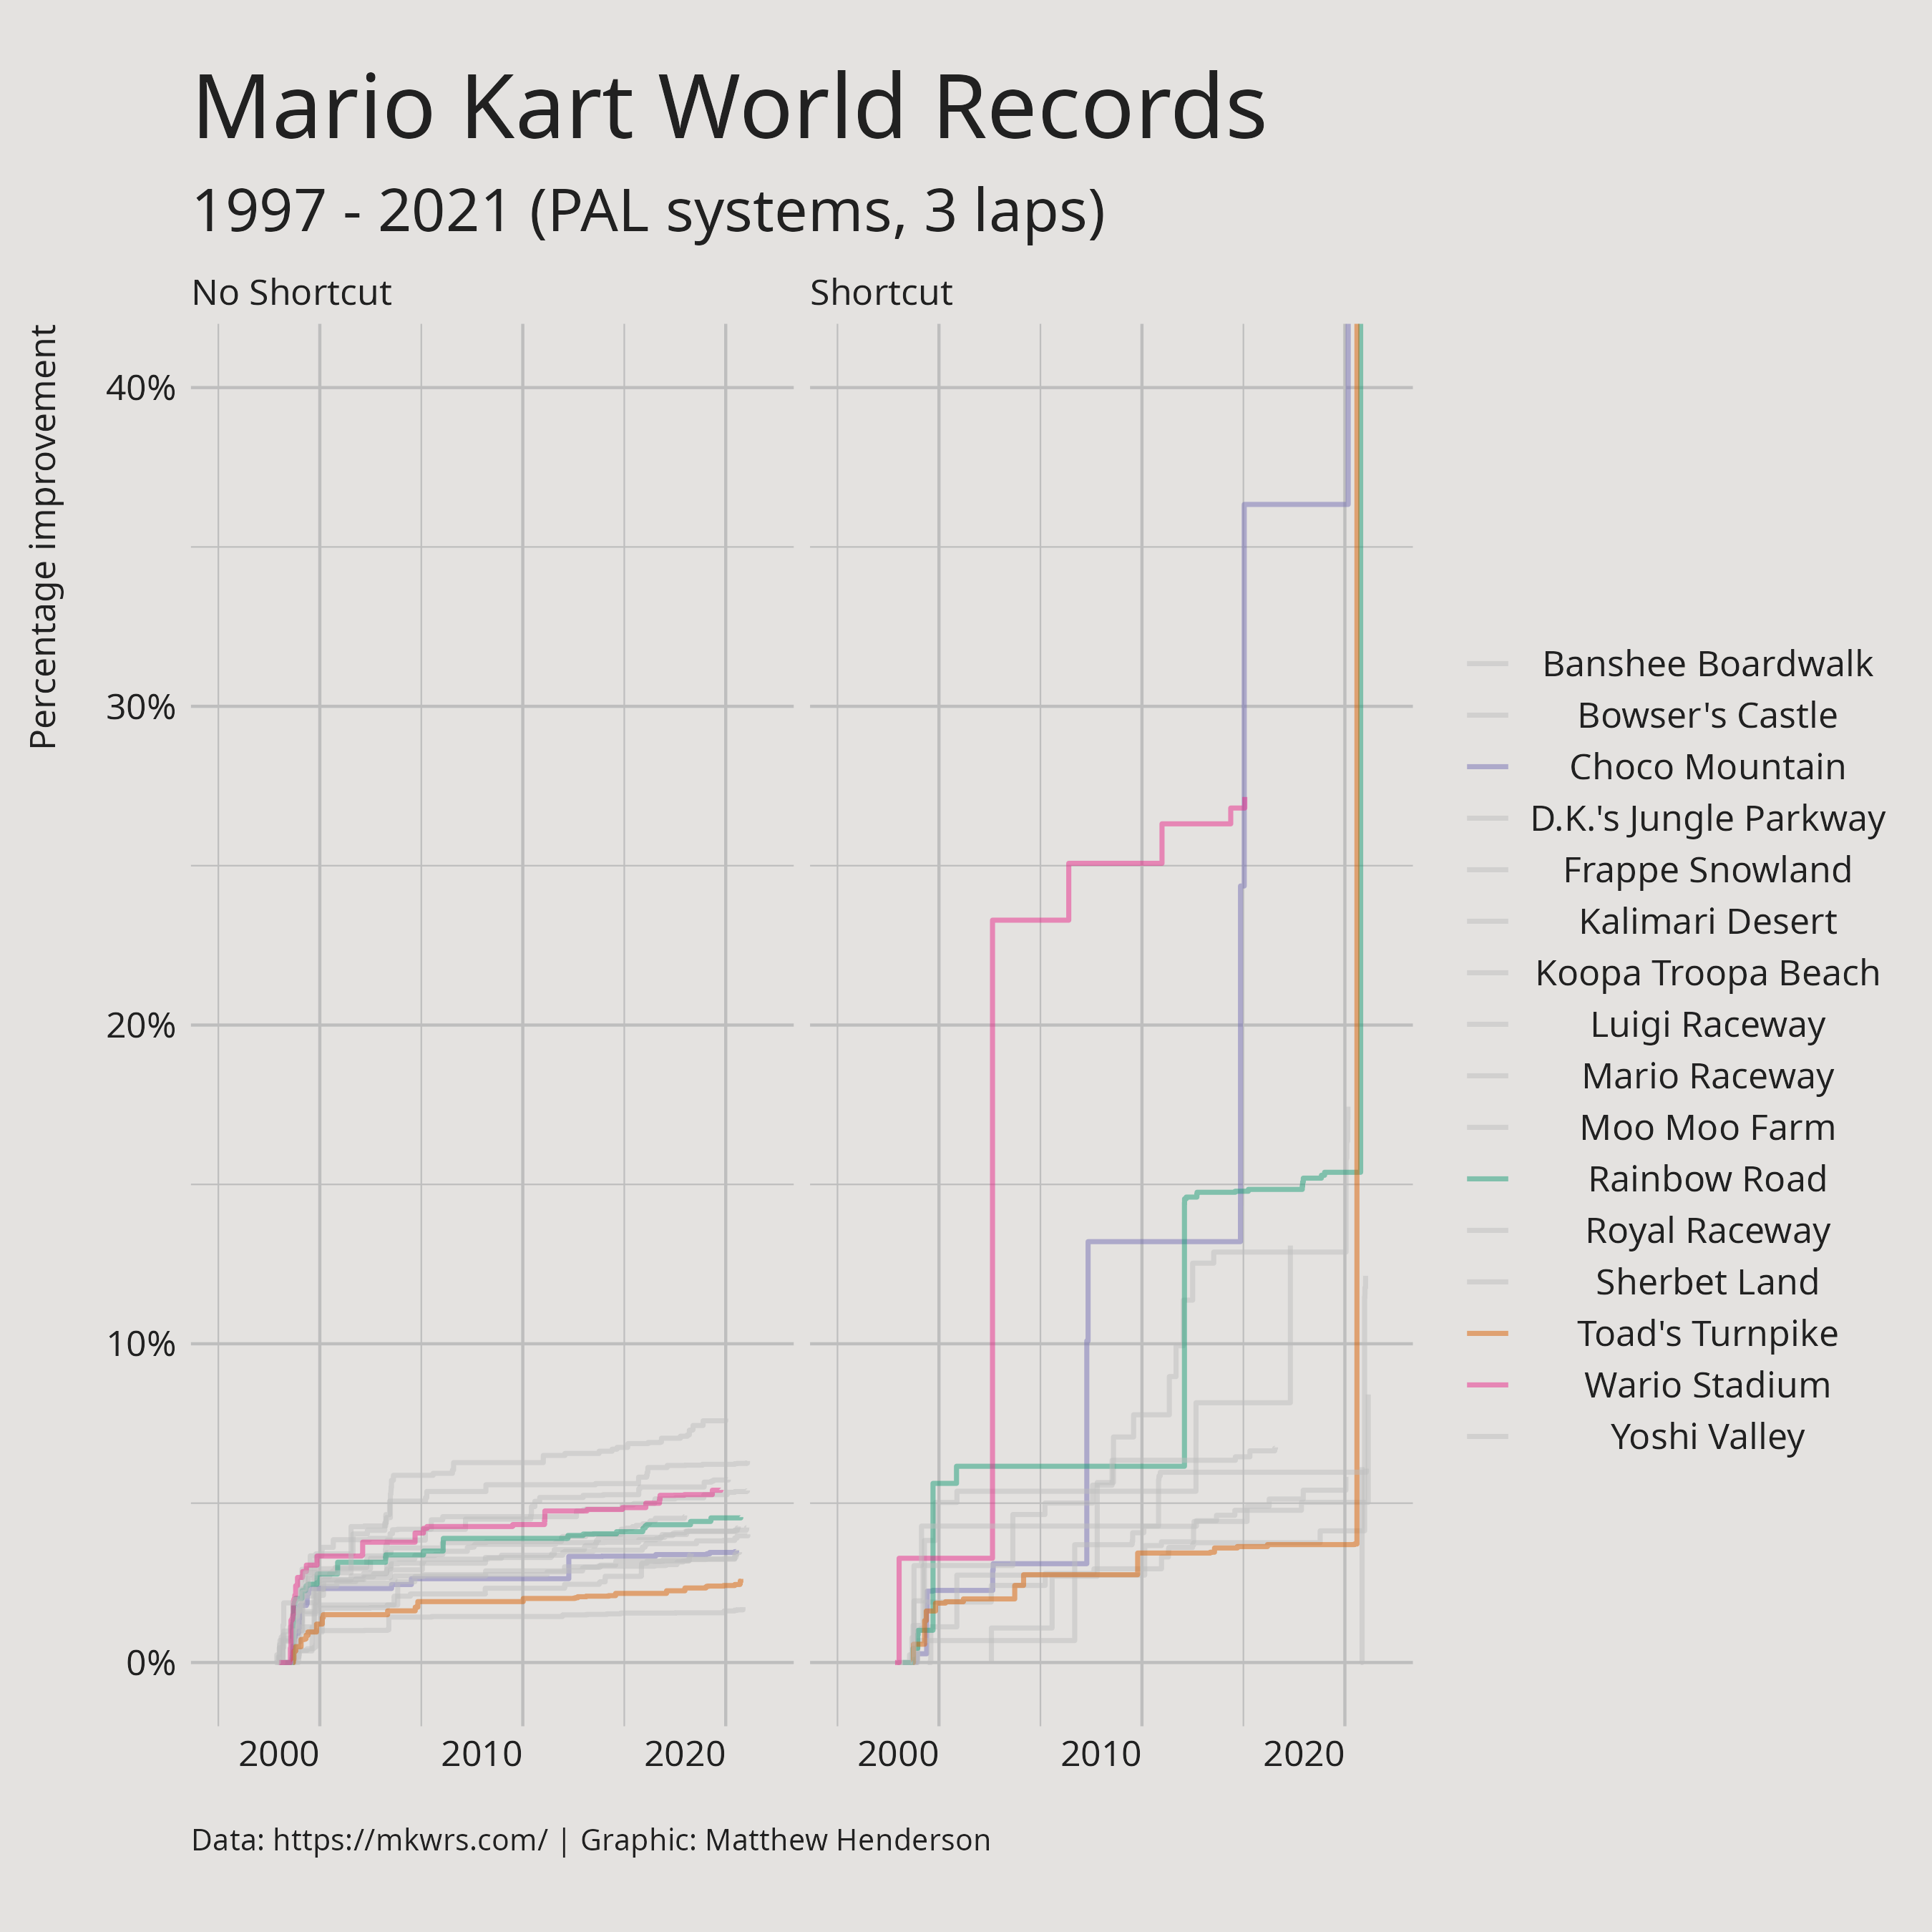 Mario Kart World Records
1997 - 2021 (PAL systems, 3 laps)
No Shortcut
Shortcut
Percentage improvement
40%
30%
20%
10%
0%
2000 2010 2020
2000 2010 2020
Banshee Boardwalk
Bowser's Castle
Choco Mountain
D.K.'s Jungle Parkway
Frappe Snowland
Kalimari Desert
Koopa Troopa Beach
Luigi Raceway
Mario Raceway
Moo Moo Farm
Rainbow Road
Royal Raceway
Sherbet Land
Toad's Turnpike
Wario Stadium
Yoshi Valley
Data: https://mkwrs.com/ | Graphic: Matthew Henderson